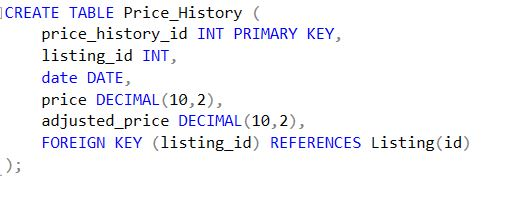 CREATE TABLE Price_History (
    price_history_id INT PRIMARY KEY,
    listing_id INT,
    date DATE,
    price DECIMAL(10,2),
    adjusted_price DECIMAL(10,2),
    FOREIGN KEY (listing_id) REFERENCES Listing(id)
);